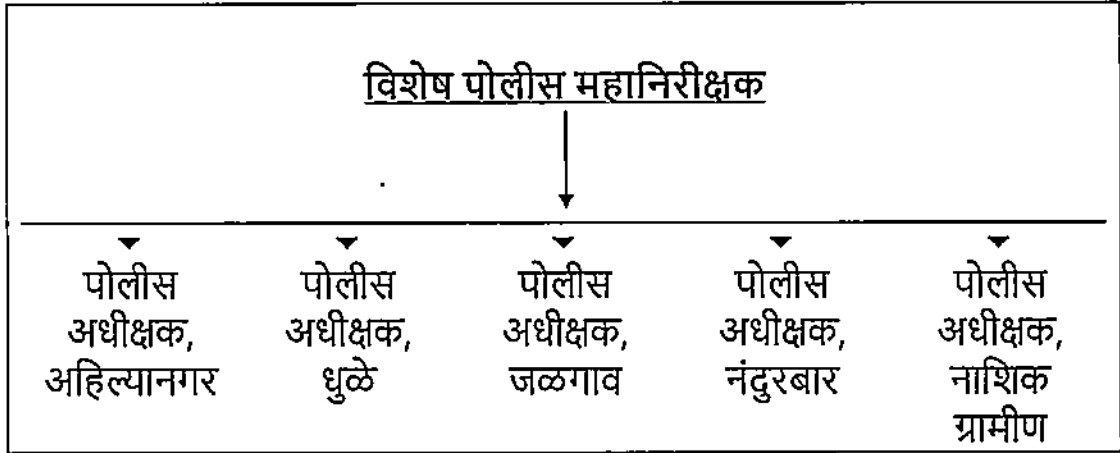 विशेष पोलीस महानिरीक्षक
पोलीस
अधीक्षक,
अहिल्यानगर
पोलीस
अधीक्षक,
धुळे
पोलीस
अधीक्षक,
जळगाव
पोलीस
अधीक्षक,
नंदुरबार
पोलीस
अधीक्षक,
नाशिक
ग्रामीण